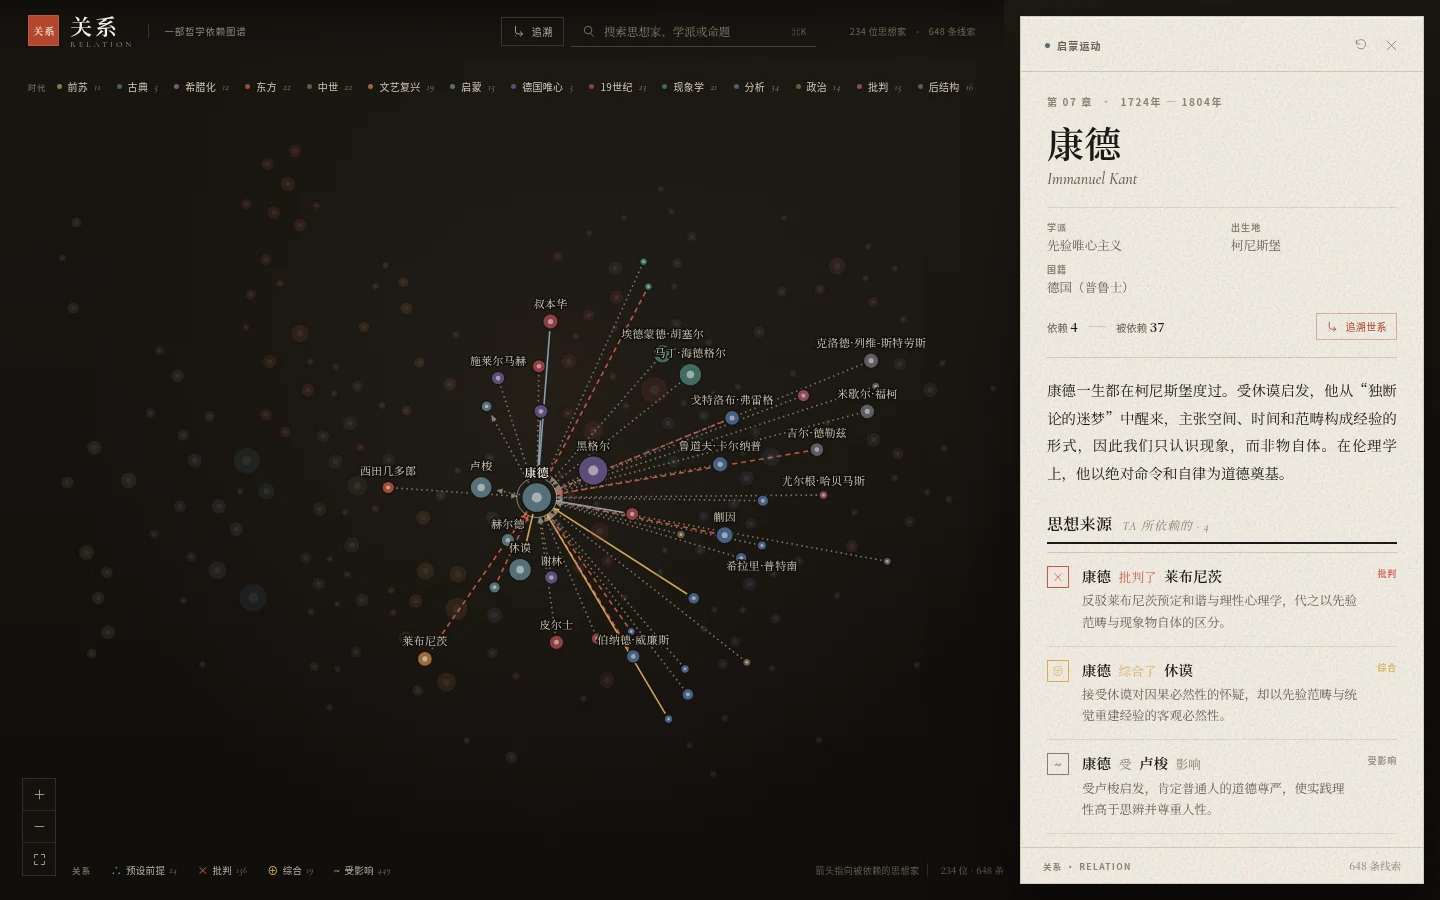 关系
关系
RELATION
一部哲学依赖图谱
追溯
搜索思想家、学派或命题
⌘K
234 位思想家 · 648 条线索
时代
前苏 11
古典 5
希腊化 12
东方 22
中世 22
文艺复兴 19
启蒙 15
德国唯心 5
19世纪 23
现象学 21
分析 34
政治 14
批判 15
后结构 16
叔本华
埃德蒙德·胡塞尔
马丁·海德格尔
克洛德·列维-斯特劳斯
施莱尔马赫
戈特洛布·弗雷格
米歇尔·福柯
吉尔·德勒兹
黑格尔
鲁道夫·卡尔纳普
西田几多郎
卢梭
康德
尤尔根·哈贝马斯
赫尔德
蒯因
休谟
谢林
希拉里·普特南
皮尔士
莱布尼茨
伯纳德·威廉斯
+
−
关系
∴ 预设前提 24
× 批判 156
⊕ 综合 19
~ 受影响 449
箭头指向被依赖的思想家
234 位 · 648 条
启蒙运动
第 07 章 · 1724年 — 1804年
康德
Immanuel Kant
学派
先验唯心主义
出生地
柯尼斯堡
国籍
德国（普鲁士）
依赖 4 — 被依赖 37
追溯世系
康德一生都在柯尼斯堡度过。受休谟启发，他从“独断
论的迷梦”中醒来，主张空间、时间和范畴构成经验的
形式，因此我们只认识现象，而非物自体。在伦理学
上，他以绝对命令和自律为道德奠基。
思想来源 TA 所依赖的 · 4
康德 批判了 莱布尼茨
批判
反驳莱布尼茨预定和谐与理性心理学，代之以先验
范畴与现象物自体的区分。
康德 综合了 休谟
综合
接受休谟对因果必然性的怀疑，却以先验范畴与统
觉重建经验的客观必然性。
~ 康德 受 卢梭 影响
受影响
受卢梭启发，肯定普通人的道德尊严，使实践理
性高于思辨并尊重人性。
关系 · RELATION
648 条线索